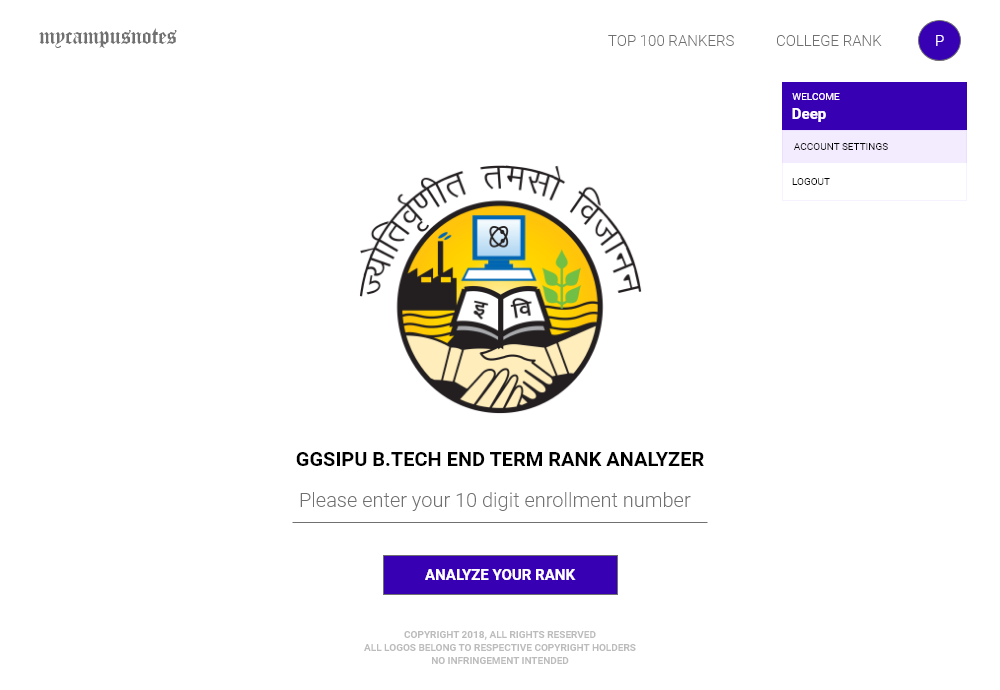 mycampusnotes
TOP 100 RANKERS
COLLEGE RANK
P
WELCOME
Deep
ACCOUNT SETTINGS
LOGOUT
ज्योतिर्वृणीत तमसो विजानन
इ वि
GGSIPU B.TECH END TERM RANK ANALYZER
Please enter your 10 digit enrollment number
ANALYZE YOUR RANK
COPYRIGHT 2018, ALL RIGHTS RESERVED
ALL LOGOS BELONG TO RESPECTIVE COPYRIGHT HOLDERS
NO INFRINGEMENT INTENDED